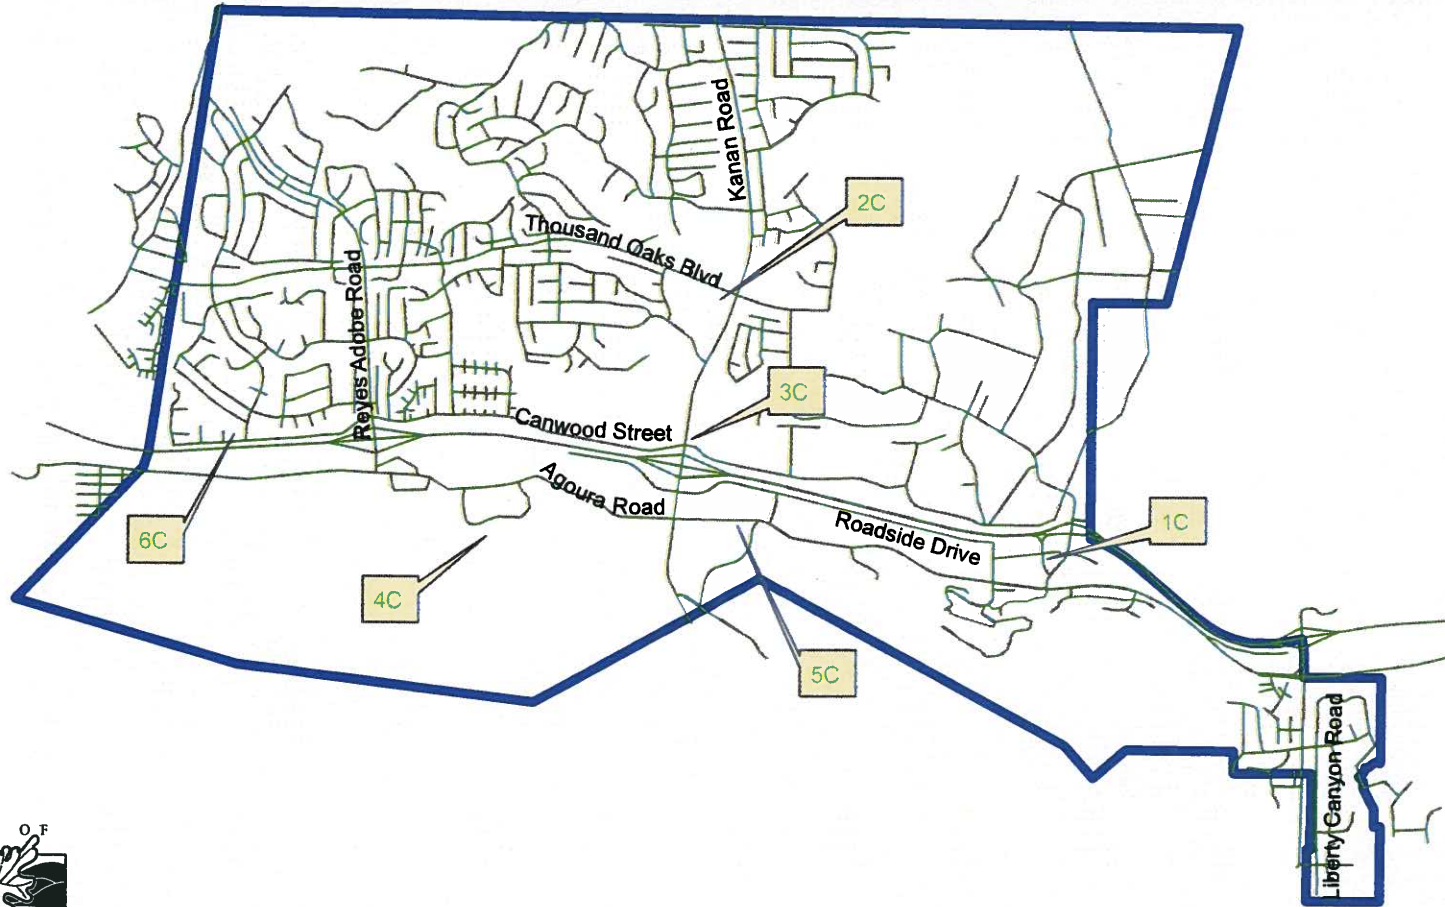 Kanan Road
2C
Thousand Oaks Blvd
Reyes Adobe Road
3C
Canwood Street
Agoura Road
Roadside Drive
1C
6C
4C
5C
Liberty Canyon Road
OF